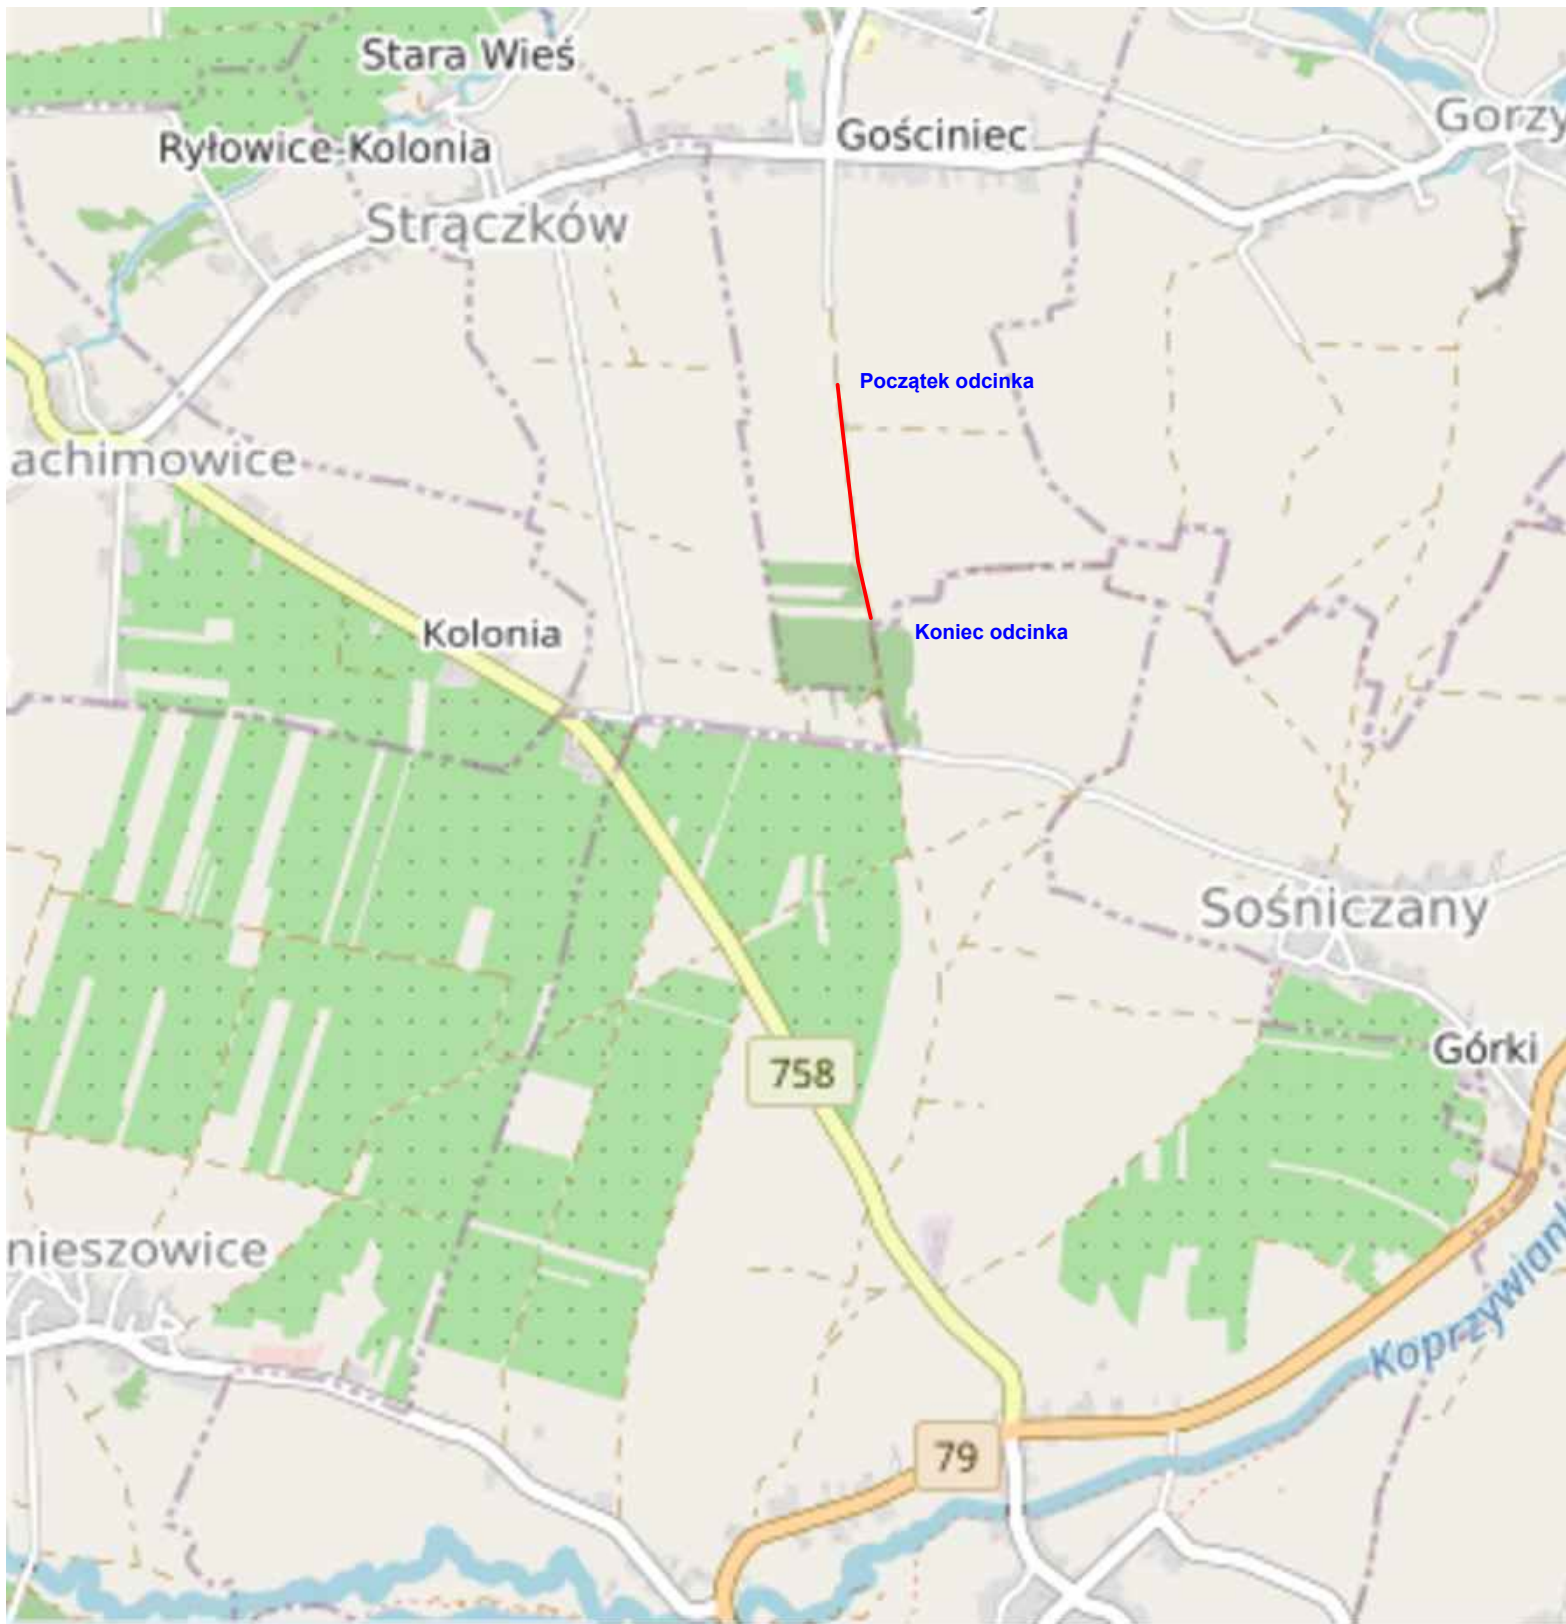 Stara Wieś
Gorzy
Gościniec
Ryłowice-Kolonia
Strączków
Początek odcinka
achimowice
Kolonia
Koniec odcinka
Sośniczany
Górki
758
nieszowice
Koprzywiank
79